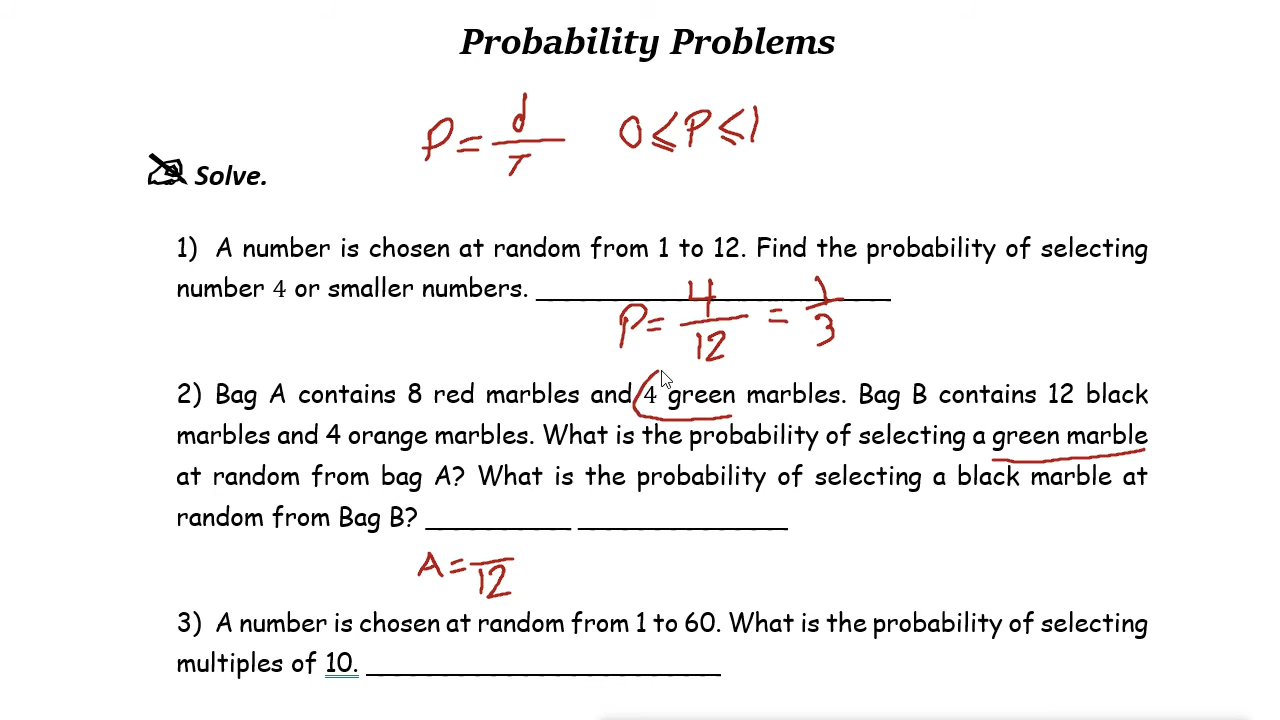 Probability Problems
P = d/T 0 ≤ P ≤ 1
Solve.
1) A number is chosen at random from 1 to 12. Find the probability of selecting
number 4 or smaller numbers. ____________________
P = 4/12 = 1/3
2) Bag A contains 8 red marbles and 4 green marbles. Bag B contains 12 black
marbles and 4 orange marbles. What is the probability of selecting a green marble
at random from bag A? What is the probability of selecting a black marble at
random from Bag B? _________ _____________
A = /12
3) A number is chosen at random from 1 to 60. What is the probability of selecting
multiples of 10. ______________________